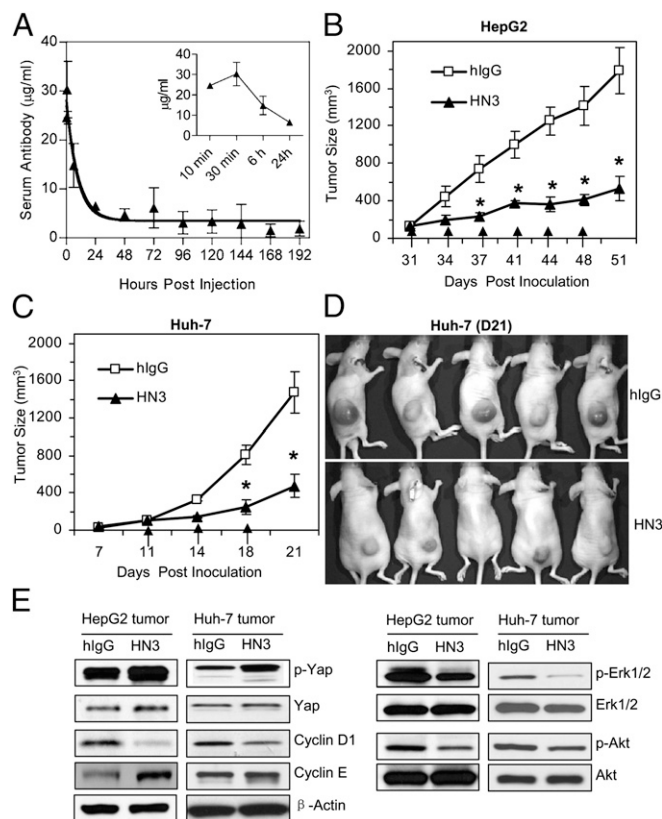 A
Serum Antibody (µg/ml)
40
30
20
10
0
0 24 48 72 96 120 144 168 192
Hours Post Injection
µg/ml
40
30
20
10
0
10 min
30 min
6 h
24h
B
HepG2
Tumor Size (mm3)
2000
1600
1200
800
400
0
hIgG
HN3
* * * * *
31 34 37 41 44 48 51
Days Post Inoculation
C
Huh-7
Tumor Size (mm3)
2000
1600
1200
800
400
0
hIgG
HN3
* *
7 11 14 18 21
Days Post Inoculation
D
Huh-7 (D21)
hIgG
HN3
E
HepG2 tumor Huh-7 tumor
hIgG HN3 hIgG HN3
p-Yap
Yap
Cyclin D1
Cyclin E
β-Actin
HepG2 tumor Huh-7 tumor
hIgG HN3 hIgG HN3
p-Erk1/2
Erk1/2
p-Akt
Akt